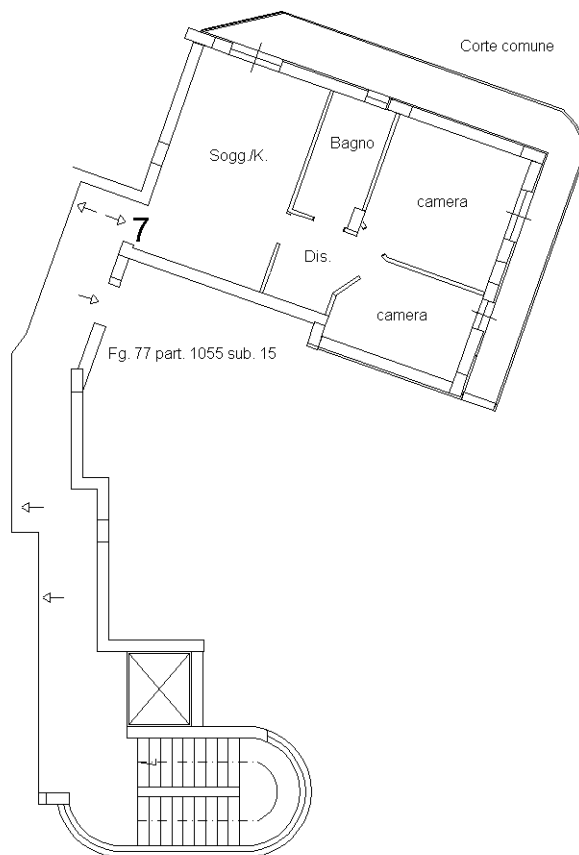 Corte comune
Bagno
Sogg./K.
camera
7
Dis.
camera
Fg. 77 part. 1055 sub. 15